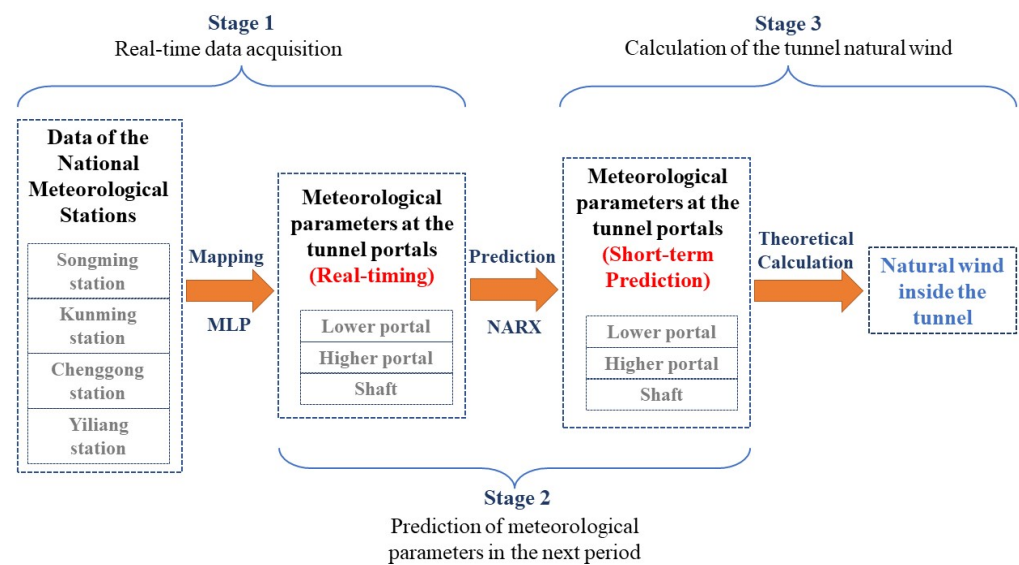 Stage 1
Real-time data acquisition
Stage 3
Calculation of the tunnel natural wind
Data of the
National
Meteorological
Stations
Songming
station
Kunming
station
Chenggong
station
Yiliang
station
Mapping
MLP
Meteorological
parameters at the
tunnel portals
(Real-timing)
Lower portal
Higher portal
Shaft
Prediction
NARX
Meteorological
parameters at the
tunnel portals
(Short-term
Prediction)
Lower portal
Higher portal
Shaft
Theoretical
Calculation
Natural wind
inside the
tunnel
Stage 2
Prediction of meteorological
parameters in the next period